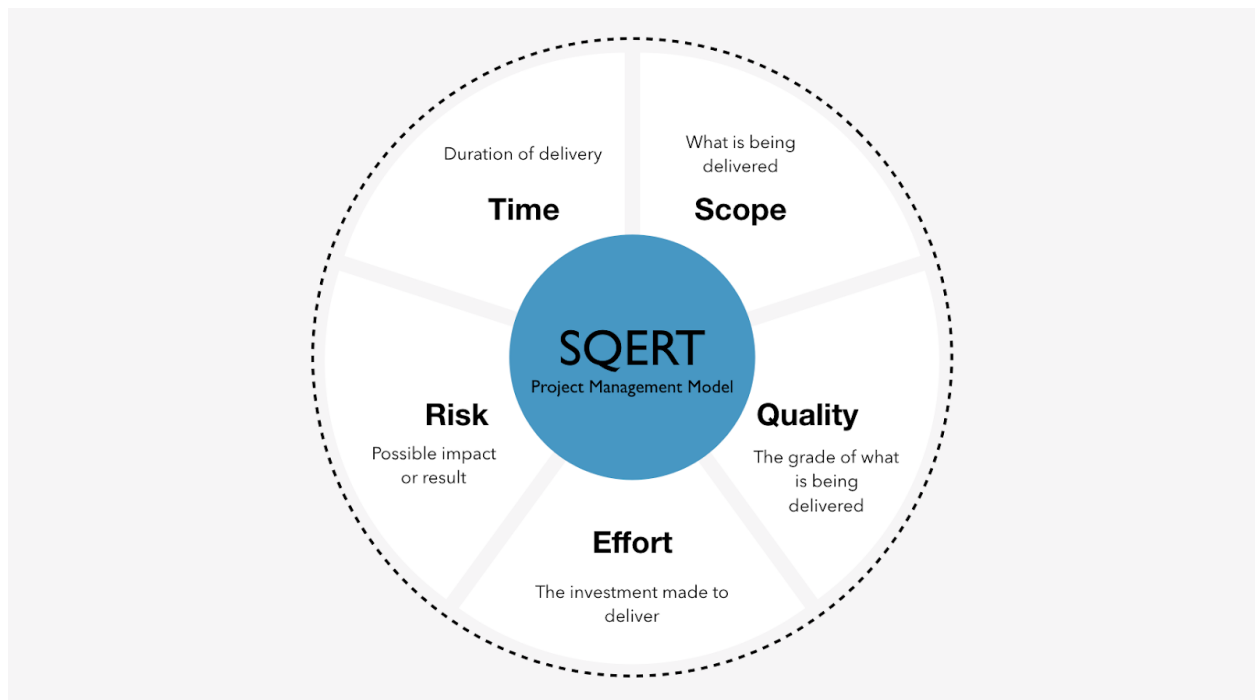 Duration of delivery
Time
What is being
delivered
Scope
SQERT
Project Management Model
Risk
Possible impact
or result
Quality
The grade of what
is being
delivered
Effort
The investment made to
deliver